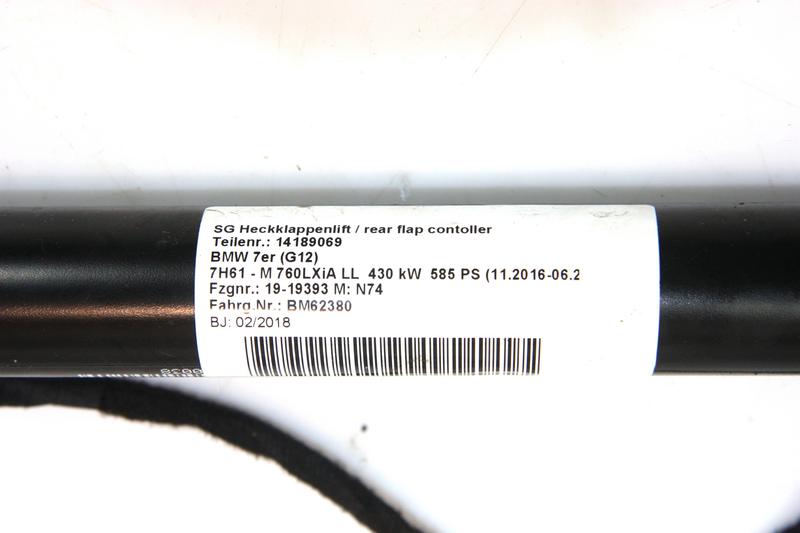 SG Heckklappenlift / rear flap contoller
Teilenr.: 14189069
BMW 7er (G12)
7H61 - M 760LXiA LL 430 kW 585 PS (11.2016-06.2
Fzgnr.: 19-19393 M: N74
Fahrg.Nr.: BM62380
BJ: 02/2018